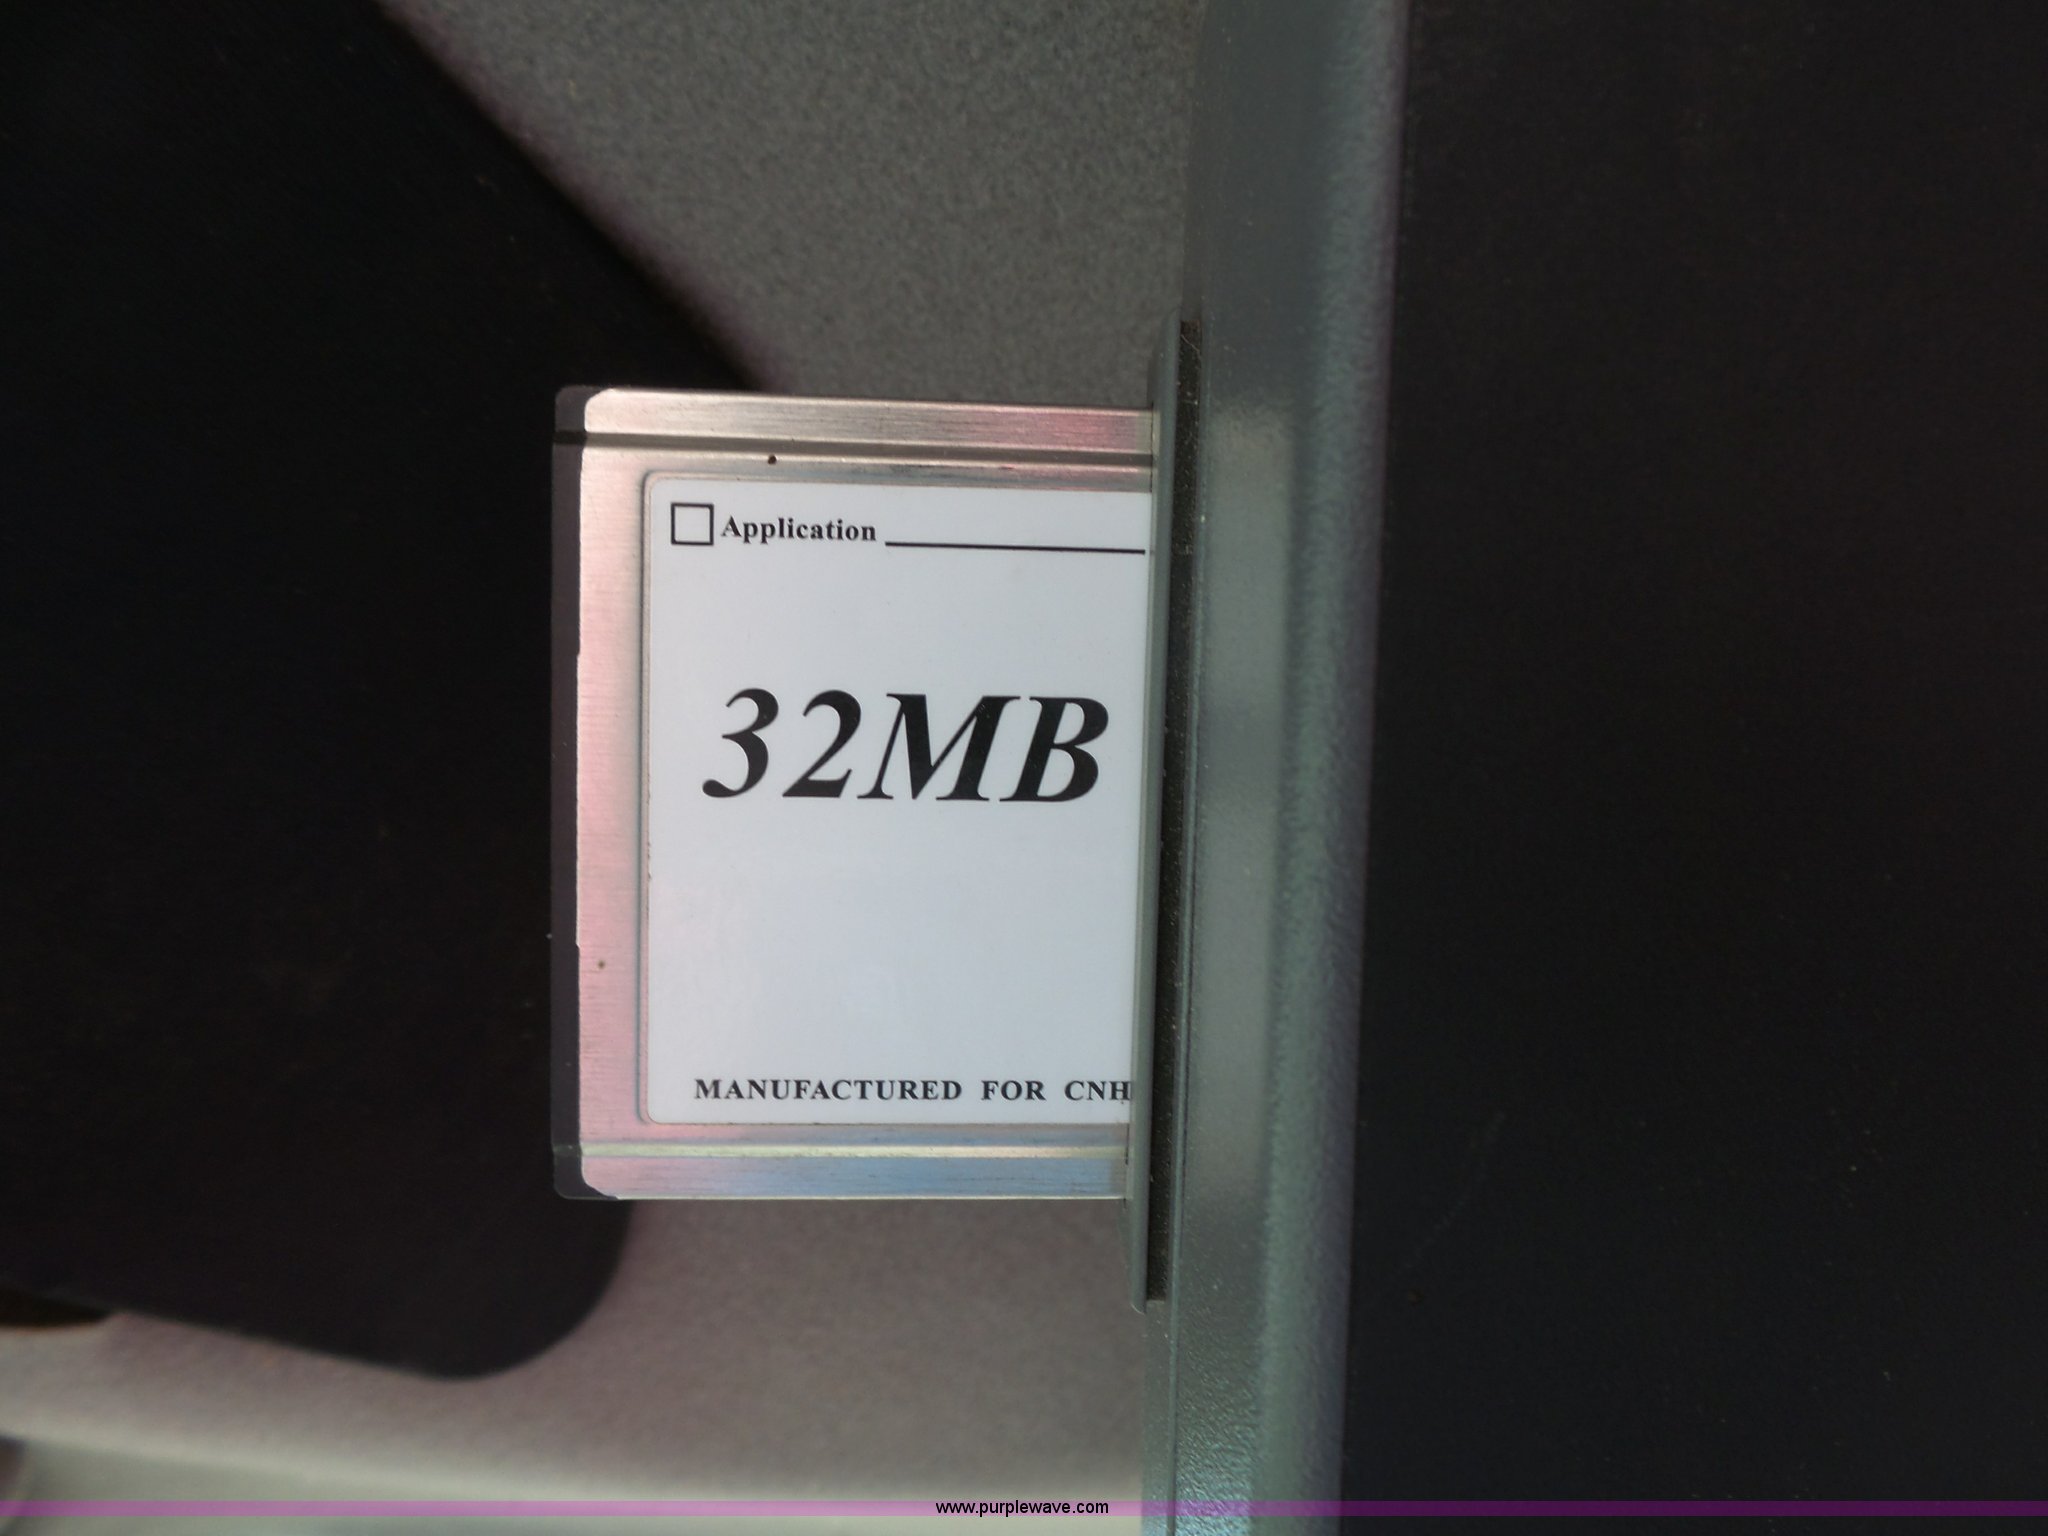 Application
32MB
MANUFACTURED FOR CNH
www.purplewave.com